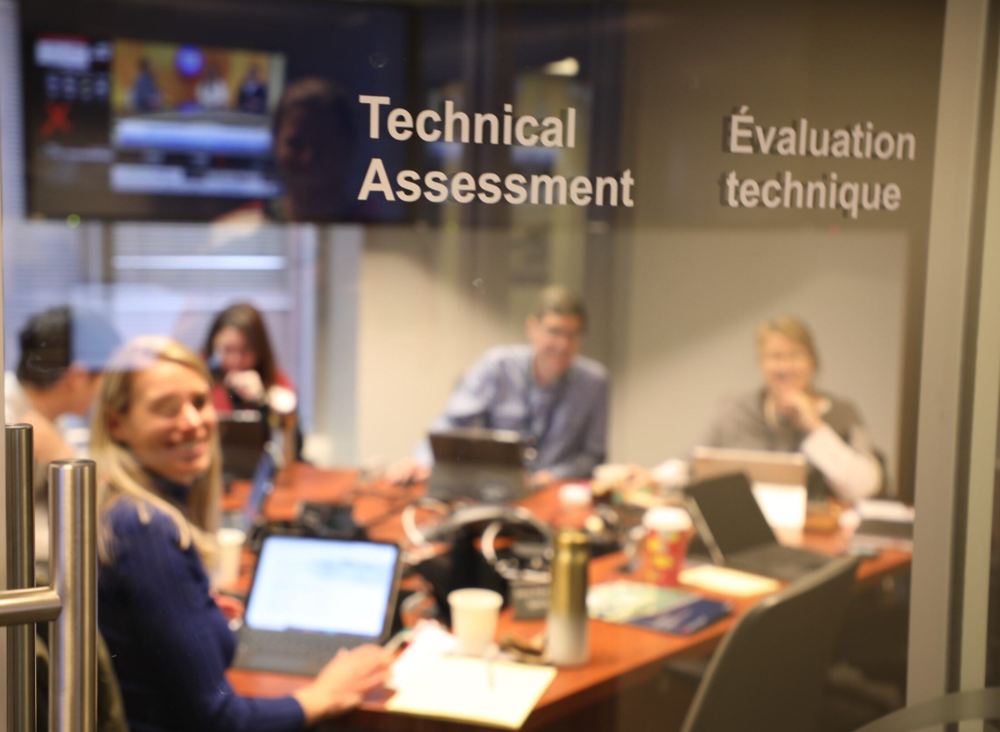 Technical
Assessment
Évaluation
technique